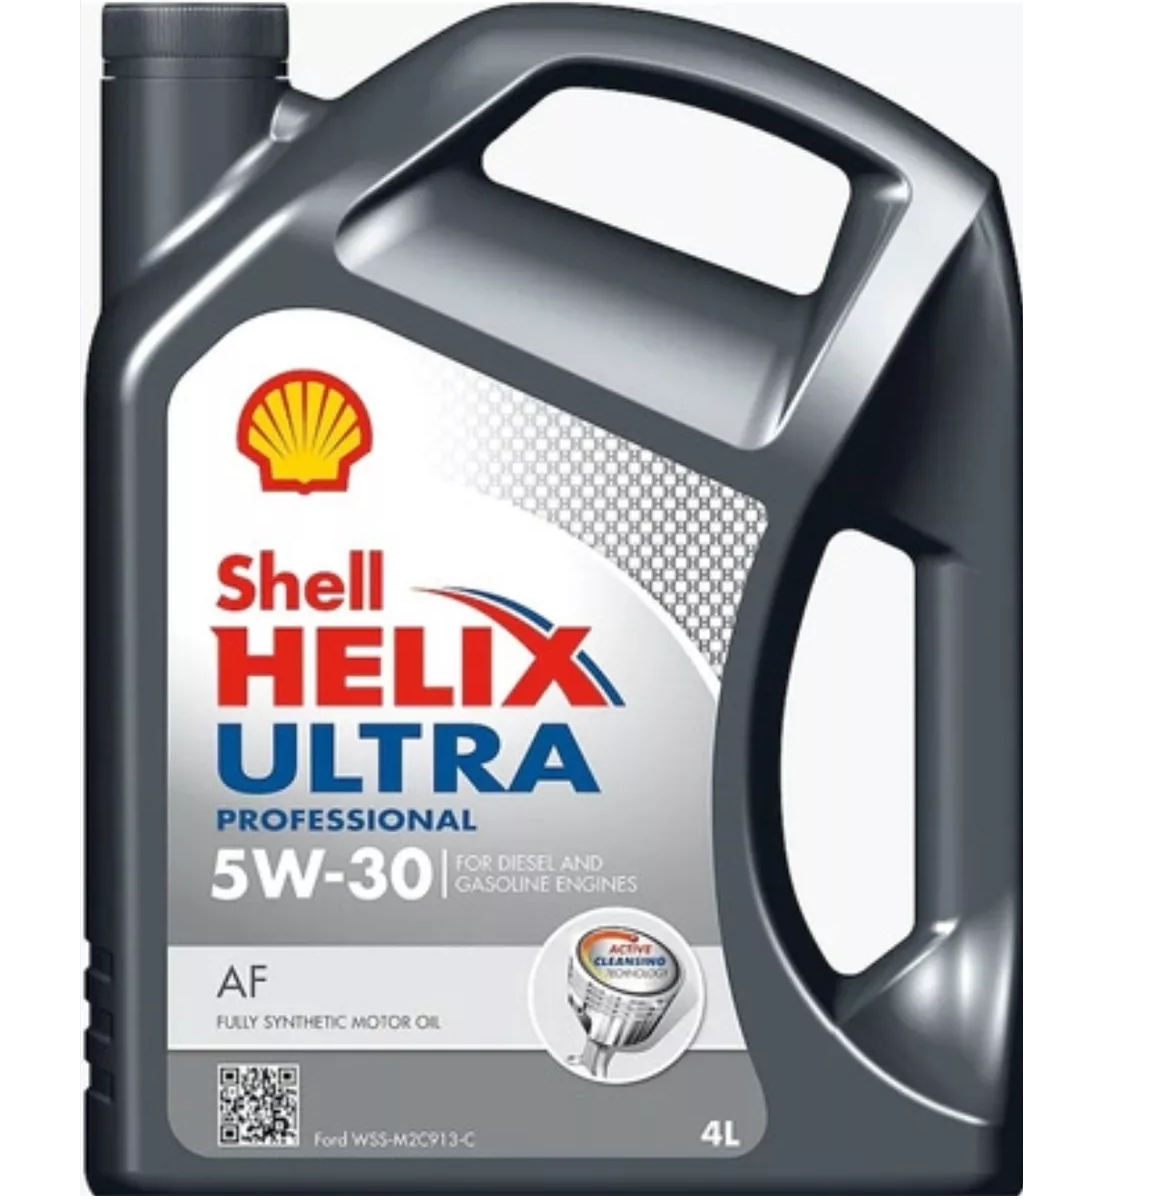 Shell
HELIX
ULTRA
PROFESSIONAL
5W-30
FOR DIESEL AND
GASOLINE ENGINES
ACTIVE
CLEANSING
TECHNOLOGY
AF
FULLY SYNTHETIC MOTOR OIL
Ford WSS-M2C913-C
4L